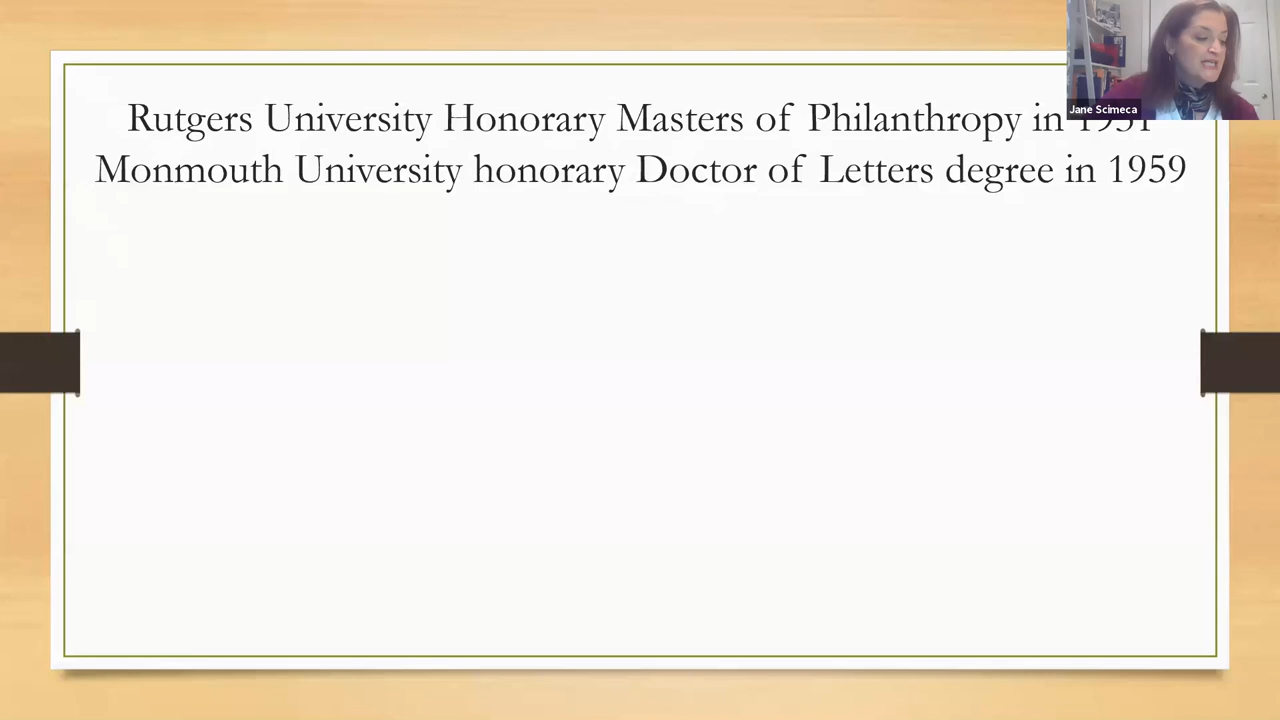 Jane Scimeca
Rutgers University Honorary Masters of Philanthropy in
Monmouth University honorary Doctor of Letters degree in 1959